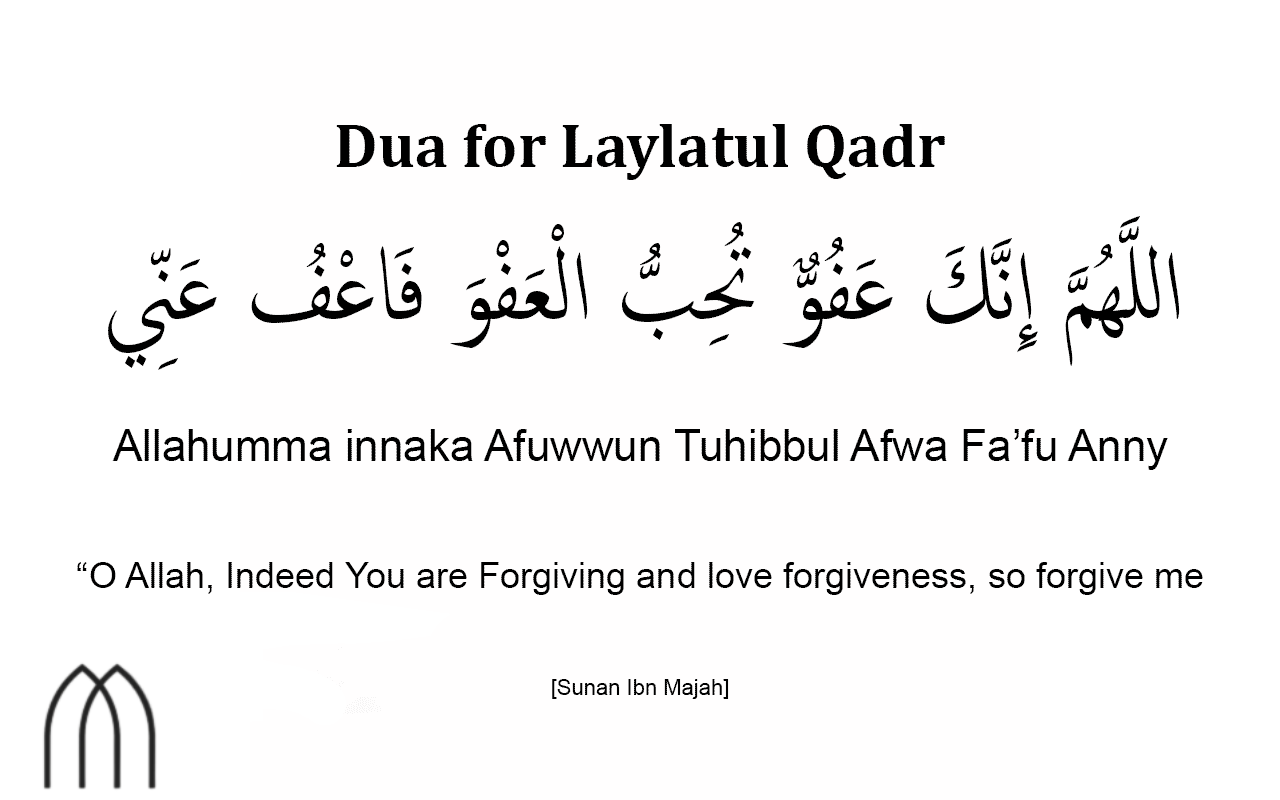 Dua for Laylatul Qadr
اللَّهُمَّ إِنَّكَ عَفُوٌّ تُحِبُّ الْعَفْوَ فَاعْفُ عَنِّي
Allahumma innaka Afuwwun Tuhibbul Afwa Fa’fu Anny
“O Allah, Indeed You are Forgiving and love forgiveness, so forgive me
[Sunan Ibn Majah]